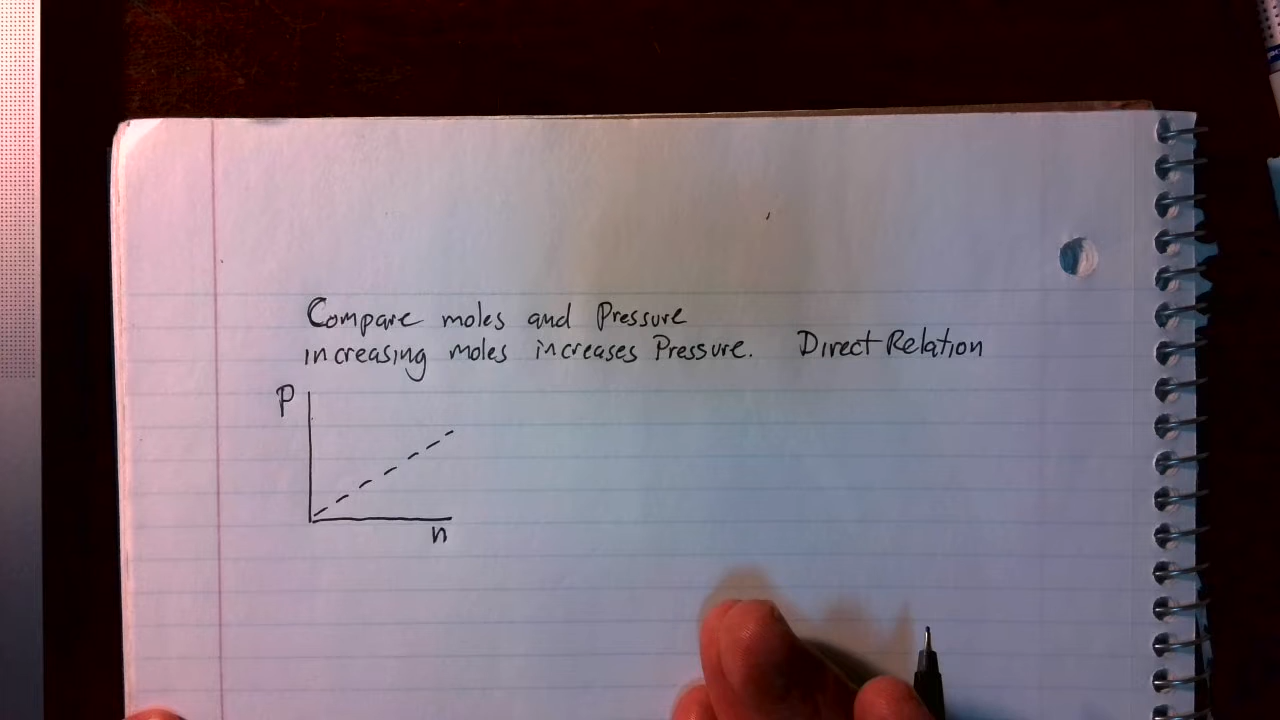 Compare moles and Pressure
increasing moles increases Pressure. Direct Relation
P
n